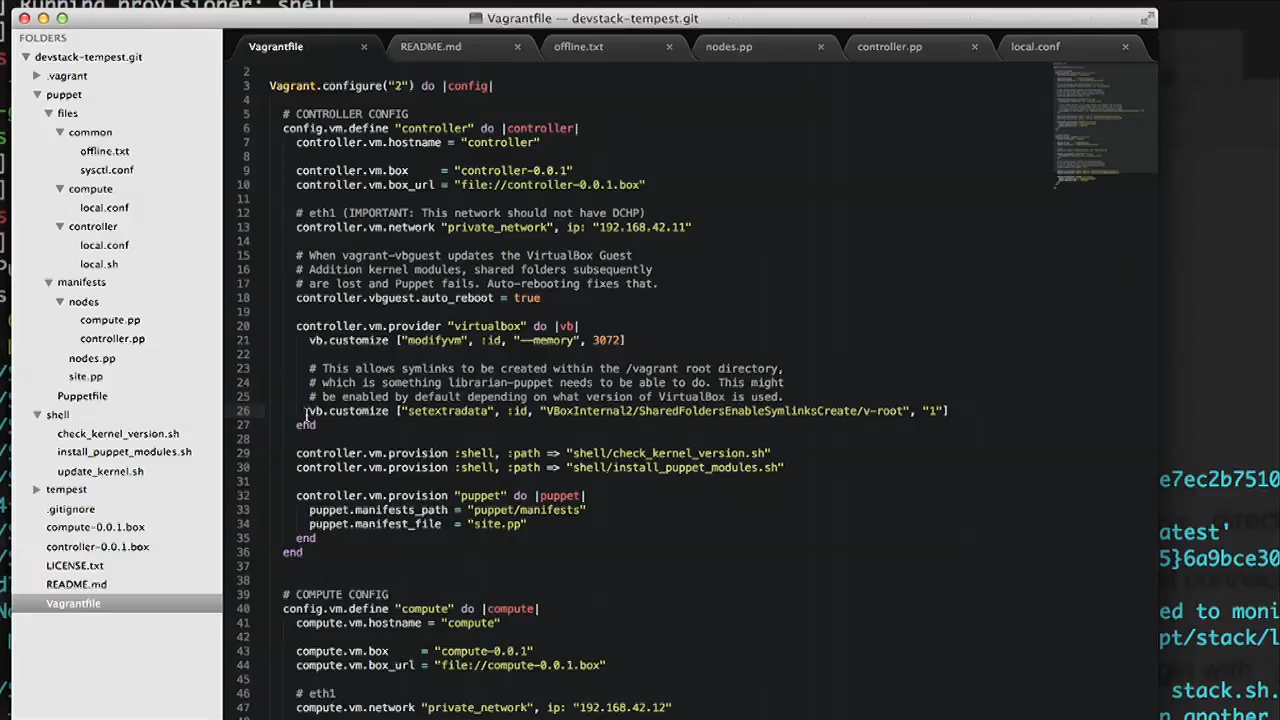 Running provisioner: shell
Vagrantfile — devstack-tempest.git
FOLDERS
devstack-tempest.git
.vagrant
puppet
files
common
offline.txt
sysctl.conf
compute
local.conf
controller
local.conf
local.sh
manifests
nodes
compute.pp
controller.pp
nodes.pp
site.pp
Puppetfile
shell
check_kernel_version.sh
install_puppet_modules.sh
update_kernel.sh
tempest
.gitignore
compute-0.0.1.box
controller-0.0.1.box
LICENSE.txt
README.md
Vagrantfile
Vagrantfile × README.md × offline.txt × nodes.pp × controller.pp × local.conf ×
2
3 Vagrant.configure("2") do |config|
4
5 # CONTROLLER CONFIG
6 config.vm.define "controller" do |controller|
7 controller.vm.hostname = "controller"
8
9 controller.vm.box = "controller-0.0.1"
10 controller.vm.box_url = "file://controller-0.0.1.box"
11
12 # eth1 (IMPORTANT: This network should not have DCHP)
13 controller.vm.network "private_network", ip: "192.168.42.11"
14
15 # When vagrant-vbguest updates the VirtualBox Guest
16 # Addition kernel modules, shared folders subsequently
17 # are lost and Puppet fails. Auto-rebooting fixes that.
18 controller.vbguest.auto_reboot = true
19
20 controller.vm.provider "virtualbox" do |vb|
21 vb.customize ["modifyvm", :id, "--memory", 3072]
22
23 # This allows symlinks to be created within the /vagrant root directory,
24 # which is something librarian-puppet needs to be able to do. This might
25 # be enabled by default depending on what version of VirtualBox is used.
26 vb.customize ["setextradata", :id, "VBoxInternal2/SharedFoldersEnableSymlinksCreate/v-root", "1"]
27 end
28
29 controller.vm.provision :shell, :path => "shell/check_kernel_version.sh"
30 controller.vm.provision :shell, :path => "shell/install_puppet_modules.sh"
31
32 controller.vm.provision "puppet" do |puppet|
33 puppet.manifests_path = "puppet/manifests"
34 puppet.manifest_file = "site.pp"
35 end
36 end
37
38
39 # COMPUTE CONFIG
40 config.vm.define "compute" do |compute|
41 compute.vm.hostname = "compute"
42
43 compute.vm.box = "compute-0.0.1"
44 compute.vm.box_url = "file://compute-0.0.1.box"
45
46 # eth1
47 compute.vm.network "private_network", ip: "192.168.42.12"
e7ec2b7510
atest'
5}6a9bce30
ed to moni
pt/stack/l
stack.sh.
n another